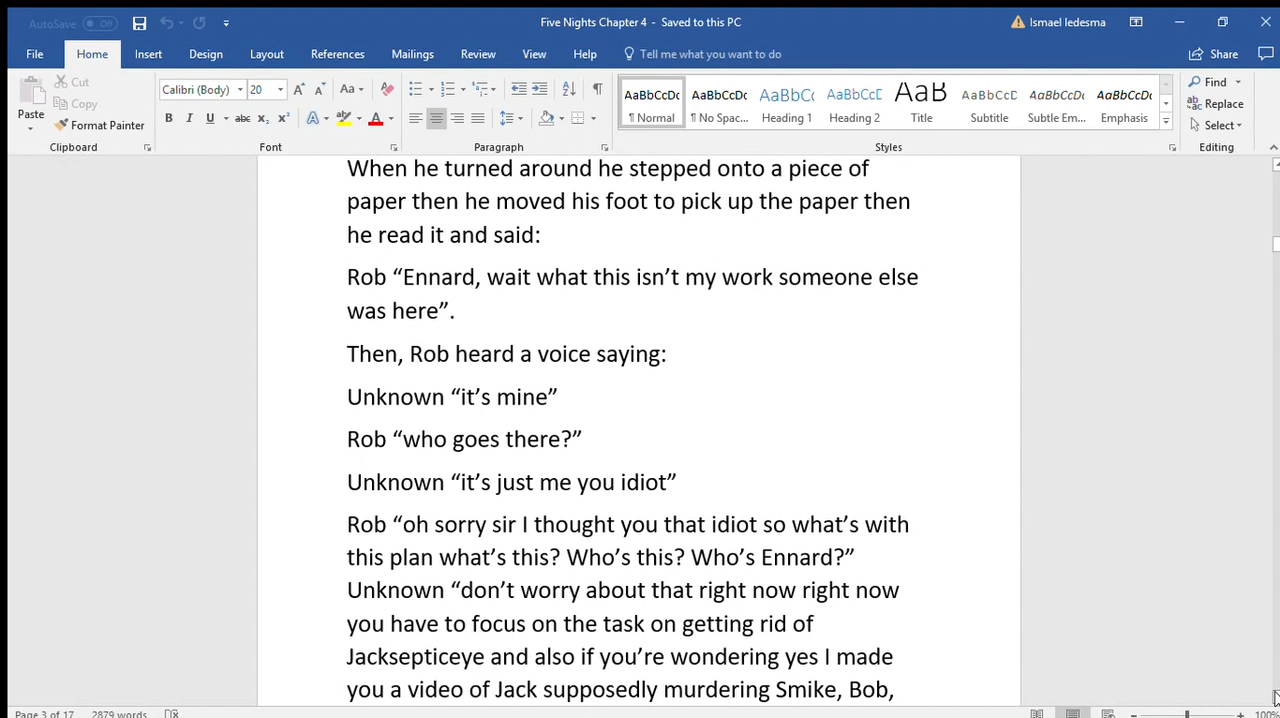 AutoSave Off
Five Nights Chapter 4 - Saved to this PC
Ismael ledesma
File Home Insert Design Layout References Mailings Review View Help Tell me what you want to do Share
Cut
Copy
Paste
Format Painter
Calibri (Body) 20
AaBbCcDc AaBbCcDc AaBbCc AaBbCcD AaB AaBbCcD AaBbCcDc AaBbCcDc
¶ Normal ¶ No Spac... Heading 1 Heading 2 Title Subtitle Subtle Em... Emphasis
Find
Replace
Select
Clipboard Font Paragraph Styles Editing
When he turned around he stepped onto a piece of
paper then he moved his foot to pick up the paper then
he read it and said:
Rob “Ennard, wait what this isn’t my work someone else
was here”.
Then, Rob heard a voice saying:
Unknown “it’s mine”
Rob “who goes there?”
Unknown “it’s just me you idiot”
Rob “oh sorry sir I thought you that idiot so what’s with
this plan what’s this? Who’s this? Who’s Ennard?”
Unknown “don’t worry about that right now right now
you have to focus on the task on getting rid of
Jacksepticeye and also if you’re wondering yes I made
you a video of Jack supposedly murdering Smike, Bob,
Page 3 of 17 2879 words 100%